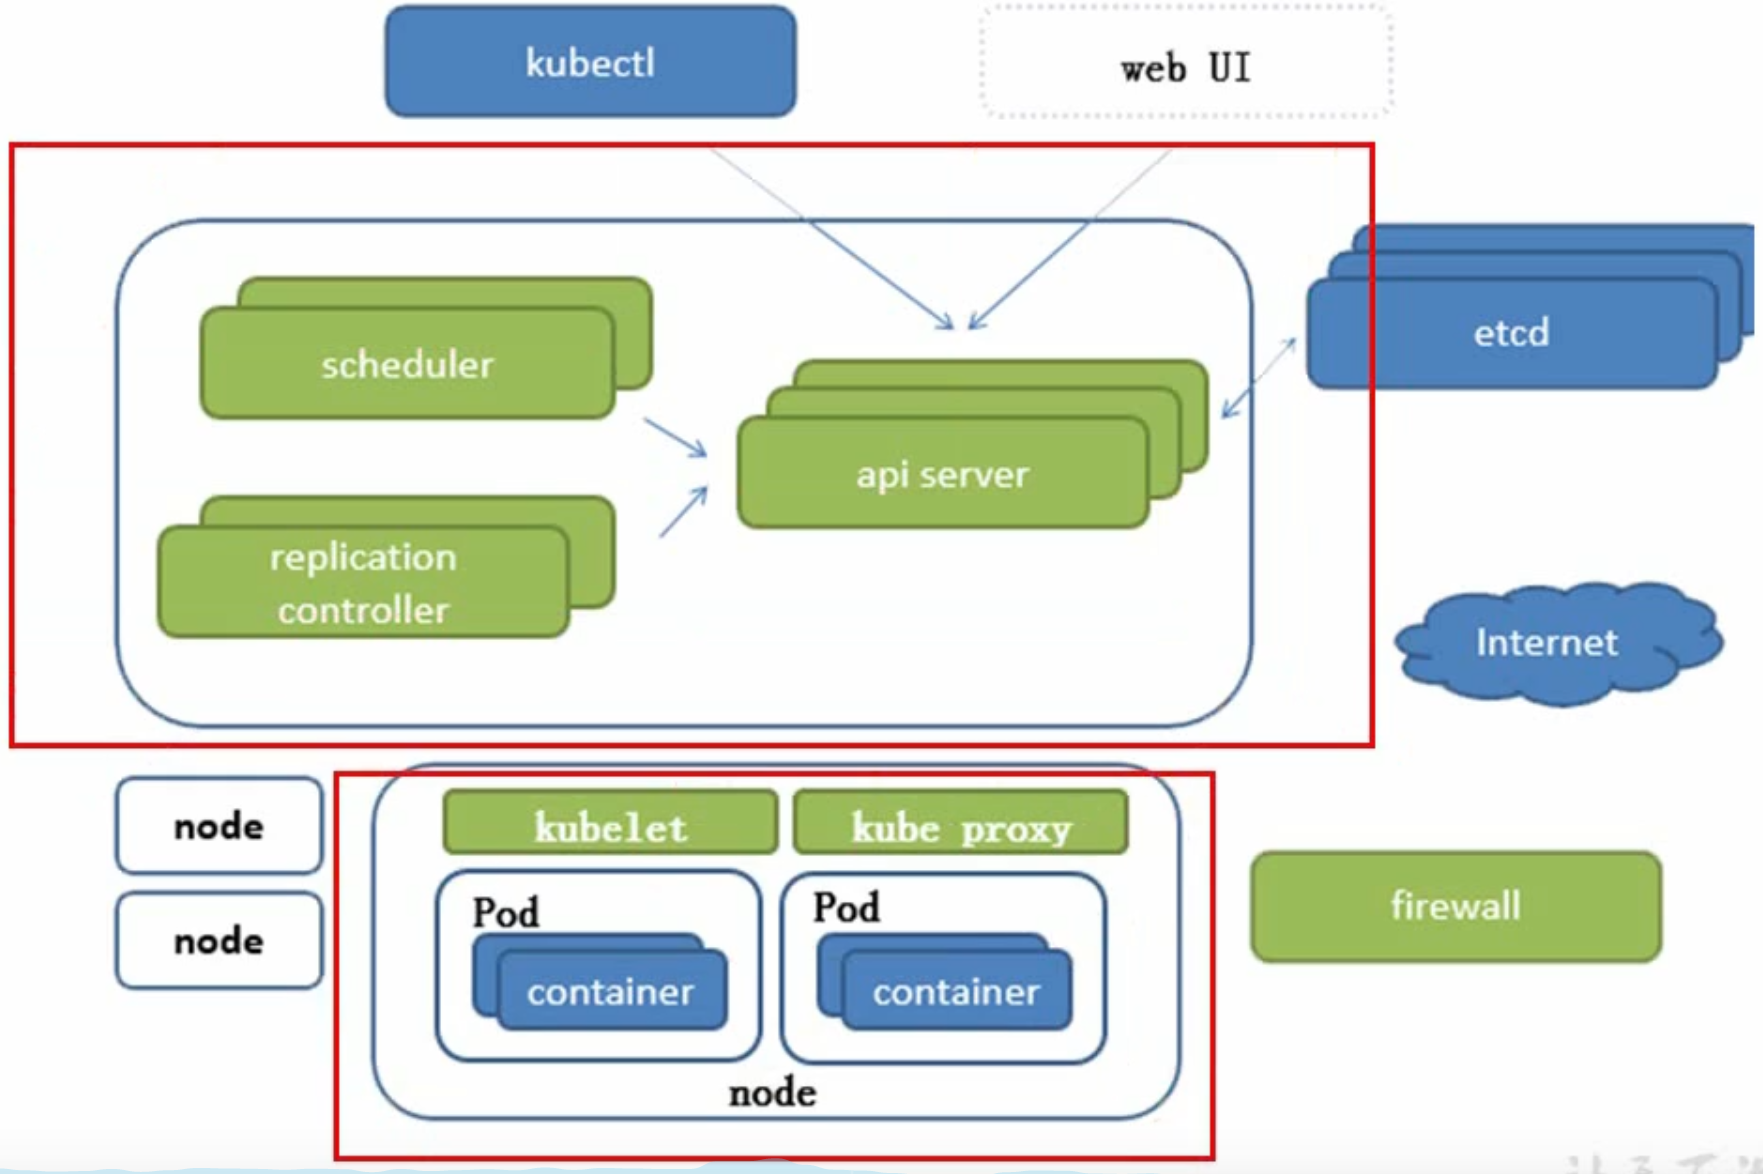 kubectl
web UI
scheduler
etcd
api server
replication
controller
Internet
node
kubelet
kube proxy
firewall
node
Pod
Pod
container
container
node